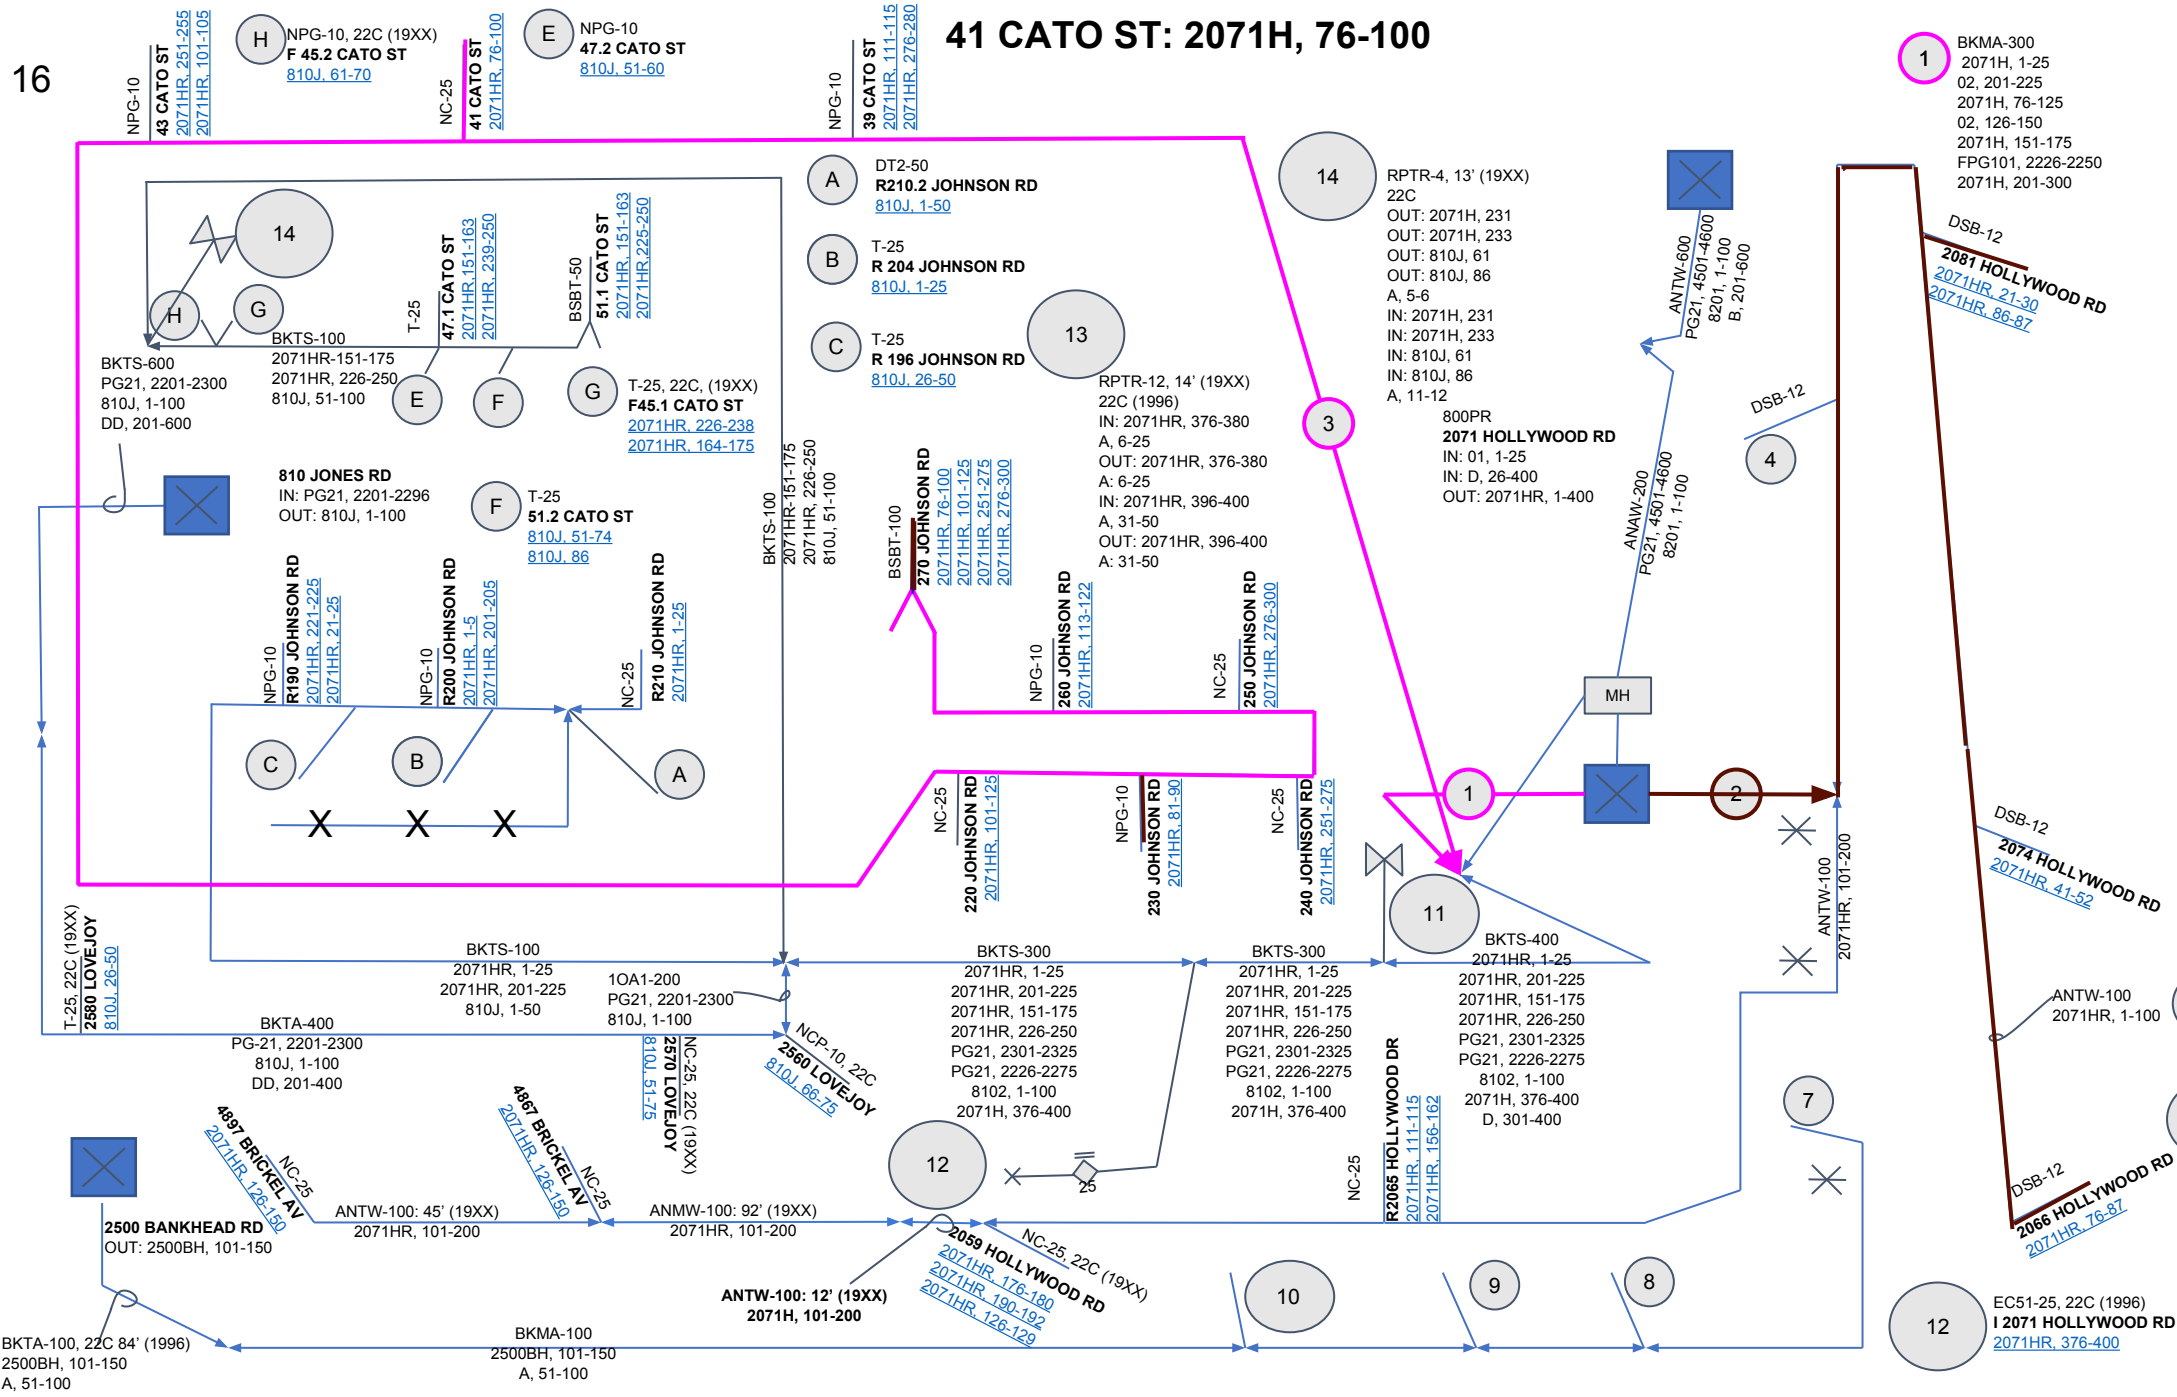 41 CATO ST: 2071H, 76-100
16
NPG-10
43 CATO ST
2071HR, 251-255
2071HR, 101-105
H
NPG-10, 22C (19XX)
F 45.2 CATO ST
810J, 61-70
NC-25
41 CATO ST
2071HR, 76-100
E
NPG-10
47.2 CATO ST
810J, 51-60
NPG-10
39 CATO ST
2071HR, 111-115
2071HR, 276-280
1
BKMA-300
2071H, 1-25
02, 201-225
2071H, 76-125
02, 126-150
2071H, 151-175
FPG101, 2226-2250
2071H, 201-300
A
DT2-50
R210.2 JOHNSON RD
810J, 1-50
B
T-25
R 204 JOHNSON RD
810J, 1-25
C
T-25
R 196 JOHNSON RD
810J, 26-50
14
RPTR-4, 13’ (19XX)
22C
OUT: 2071H, 231
OUT: 2071H, 233
OUT: 810J, 61
OUT: 810J, 86
A, 5-6
IN: 2071H, 231
IN: 2071H, 233
IN: 810J, 61
IN: 810J, 86
A, 11-12
800PR
2071 HOLLYWOOD RD
IN: 01, 1-25
IN: D, 26-400
OUT: 2071HR, 1-400
ANTW-600
PG21, 4501-4600
8201, 1-100
B, 201-600
ANAW-200
PG21, 4501-4600
8201, 1-100
MH
DSB-12
2081 HOLLYWOOD RD
2071HR, 21-30
2071HR, 86-87
DSB-12
4
14
H
G
T-25
47.1 CATO ST
2071HR,151-163
2071HR, 239-250
BSBT-50
51.1 CATO ST
2071HR, 151-163
2071HR,225-250
BKTS-100
2071HR-151-175
2071HR, 226-250
810J, 51-100
BKTS-600
PG21, 2201-2300
810J, 1-100
DD, 201-600
E
F
G
T-25, 22C, (19XX)
F45.1 CATO ST
2071HR, 226-238
2071HR, 164-175
13
RPTR-12, 14’ (19XX)
22C (1996)
IN: 2071HR, 376-380
A, 6-25
OUT: 2071HR, 376-380
A: 6-25
IN: 2071HR, 396-400
A, 31-50
OUT: 2071HR, 396-400
A: 31-50
3
810 JONES RD
IN: PG21, 2201-2296
OUT: 810J, 1-100
F
T-25
51.2 CATO ST
810J, 51-74
810J, 86
BKTS-100
2071HR-151-175
2071HR, 226-250
810J, 51-100
BSBT-100
270 JOHNSON RD
2071HR, 76-100
2071HR, 101-125
2071HR, 251-275
2071HR, 276-300
NPG-10
R190 JOHNSON RD
2071HR, 221-225
2071HR, 21-25
NPG-10
R200 JOHNSON RD
2071HR, 1-5
2071HR, 201-205
NC-25
R210 JOHNSON RD
2071HR, 1-25
NPG-10
260 JOHNSON RD
2071HR, 113-122
NC-25
250 JOHNSON RD
2071HR, 276-300
C
B
A
X X X
NC-25
220 JOHNSON RD
2071HR, 101-125
NPG-10
230 JOHNSON RD
2071HR, 81-90
NC-25
240 JOHNSON RD
2071HR, 251-275
1
2
11
ANTW-100
2071HR, 101-200
DSB-12
2074 HOLLYWOOD RD
2071HR, 41-52
ANTW-100
2071HR, 1-100
T-25, 22C (19XX)
2580 LOVEJOY
810J, 26-50
BKTS-100
2071HR, 1-25
2071HR, 201-225
810J, 1-50
1OA1-200
PG21, 2201-2300
810J, 1-100
BKTA-400
PG-21, 2201-2300
810J, 1-100
DD, 201-400
810J, 51-75
2570 LOVEJOY
NC-25, 22C (19XX)
NCP-10, 22C
2560 LOVEJOY
810J, 66-75
BKTS-300
2071HR, 1-25
2071HR, 201-225
2071HR, 151-175
2071HR, 226-250
PG21, 2301-2325
PG21, 2226-2275
8102, 1-100
2071H, 376-400
BKTS-300
2071HR, 1-25
2071HR, 201-225
2071HR, 151-175
2071HR, 226-250
PG21, 2301-2325
PG21, 2226-2275
8102, 1-100
2071H, 376-400
BKTS-400
2071HR, 1-25
2071HR, 201-225
2071HR, 151-175
2071HR, 226-250
PG21, 2301-2325
PG21, 2226-2275
8102, 1-100
2071H, 376-400
D, 301-400
NC-25
R2065 HOLLYWOOD DR
2071HR, 111-115
2071HR, 156-162
7
DSB-12
2066 HOLLYWOOD RD
2071HR, 76-87
2500 BANKHEAD RD
OUT: 2500BH, 101-150
NC-25
4897 BRICKEL AV
2071HR, 126-150
ANTW-100: 45’ (19XX)
2071HR, 101-200
NC-25
4867 BRICKEL AV
2071HR, 126-150
ANMW-100: 92’ (19XX)
2071HR, 101-200
12
25
NC-25, 22C (19XX)
2059 HOLLYWOOD RD
2071HR, 176-180
2071HR, 190-192
2071HR, 126-129
ANTW-100: 12’ (19XX)
2071H, 101-200
10
9
8
12
EC51-25, 22C (1996)
I 2071 HOLLYWOOD RD
2071HR, 376-400
BKTA-100, 22C 84’ (1996)
2500BH, 101-150
A, 51-100
BKMA-100
2500BH, 101-150
A, 51-100